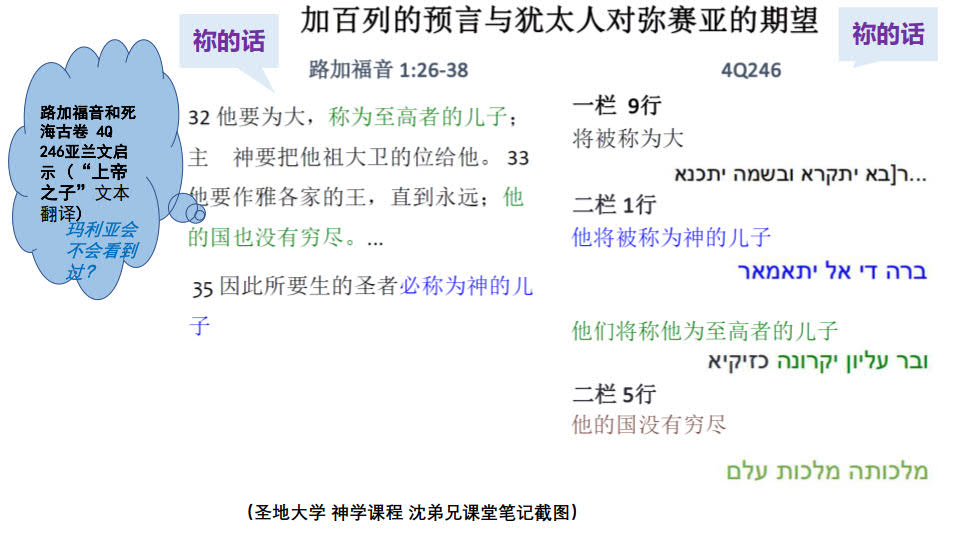 加百列的预言与犹太人对弥赛亚的期望
祢的话
祢的话
路加福音和死
海古卷 4Q
246亚兰文启
示（“上帝
之子”文本
翻译）
玛利亚会
不会看到
过？
路加福音 1:26-38
32 他要为大，称为至高者的儿子；
主　神要把他祖大卫的位给他。 33
他要作雅各家的王，直到永远；他
的国也没有穷尽。...
35 因此所要生的圣者必称为神的儿
子
4Q246
一栏 9行
将被称为大
...ר]בא יתקרא ובשמה יתכנא
二栏 1行
他将被称为神的儿子
ברה די אל יתאמאר
他们将称他为至高者的儿子
ובר עליון יקרונה כזיקיא
二栏 5行
他的国没有穷尽
מלכותה מלכות עלם
（圣地大学 神学课程 沈弟兄课堂笔记截图）